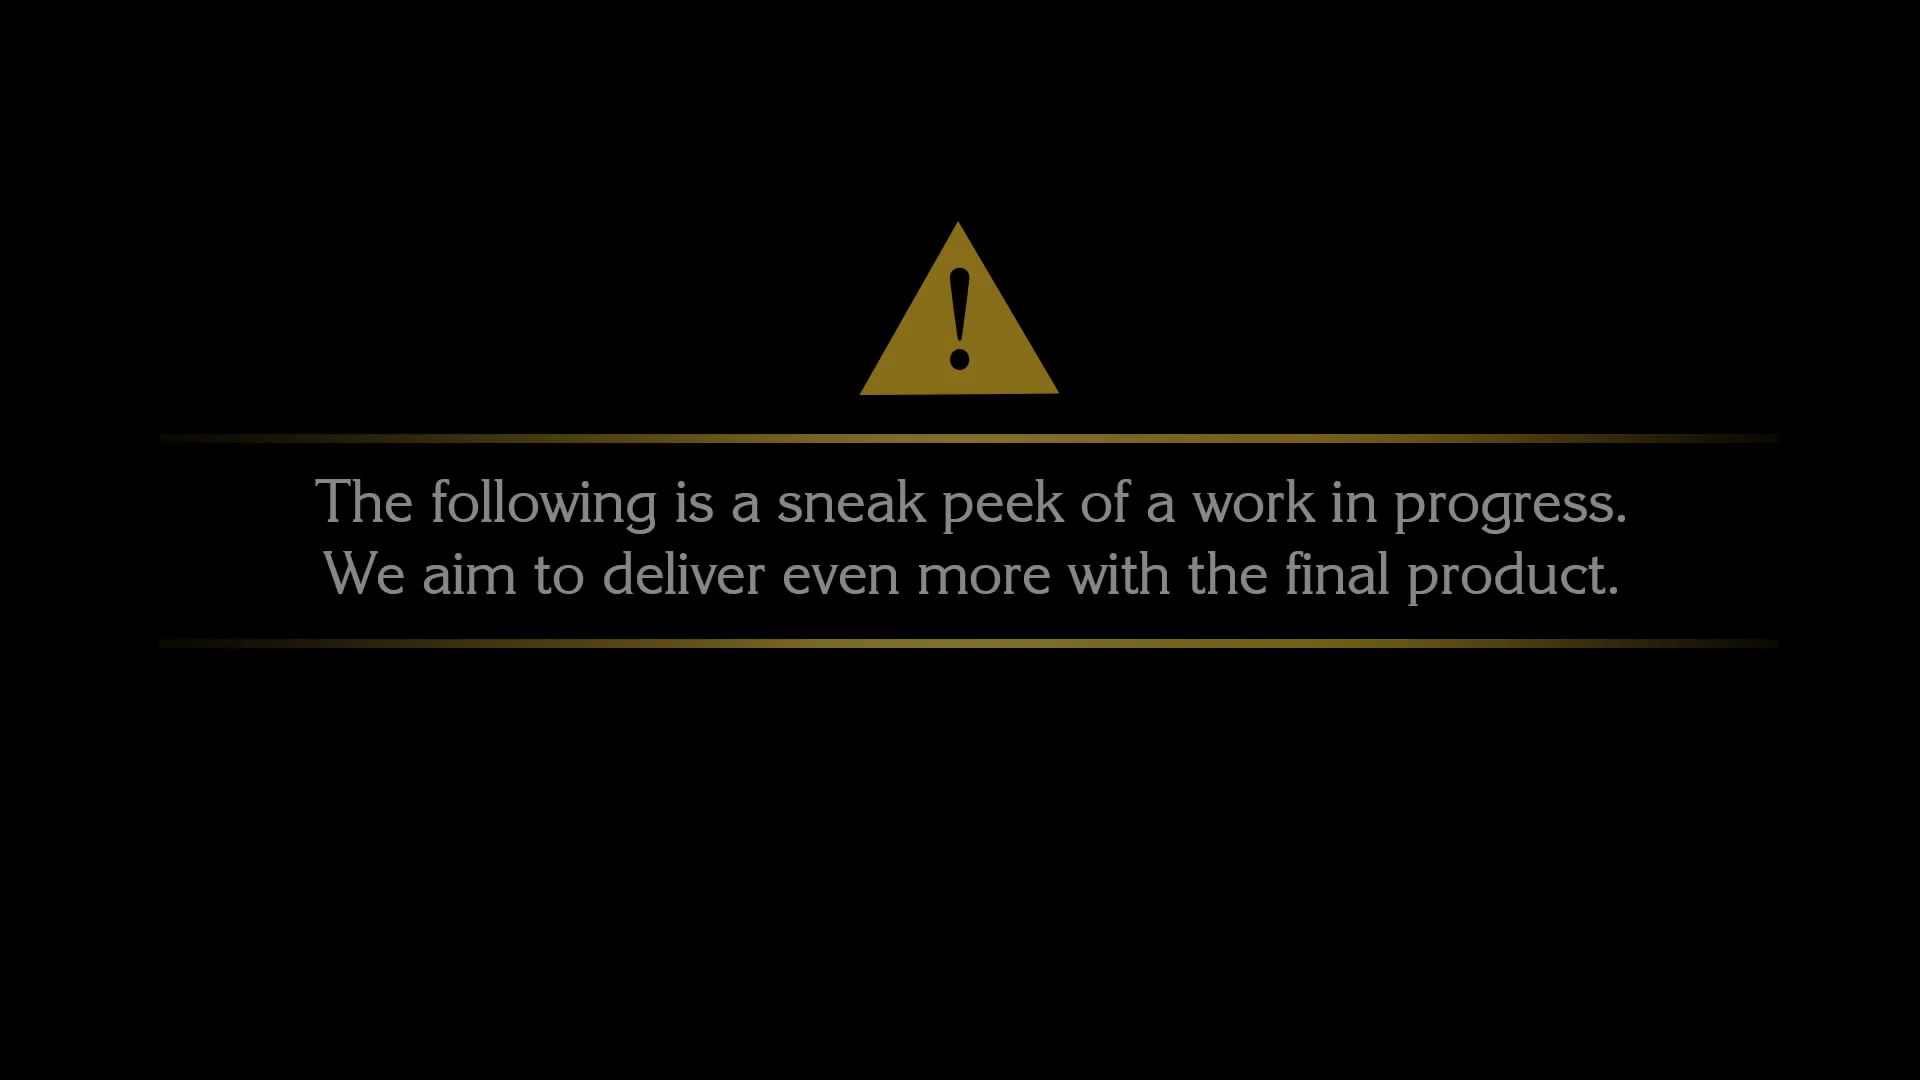 The following is a sneak peek of a work in progress.
We aim to deliver even more with the final product.